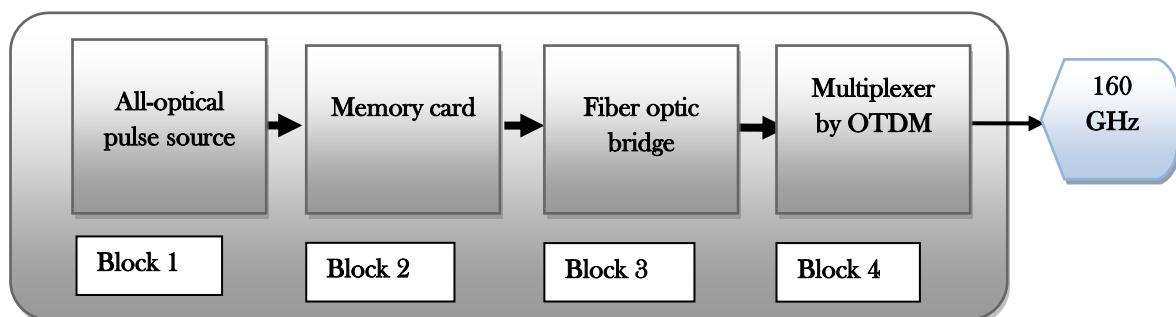 All-optical
pulse source
Memory card
Fiber optic
bridge
Multiplexer
by OTDM
160
GHz
Block 1
Block 2
Block 3
Block 4